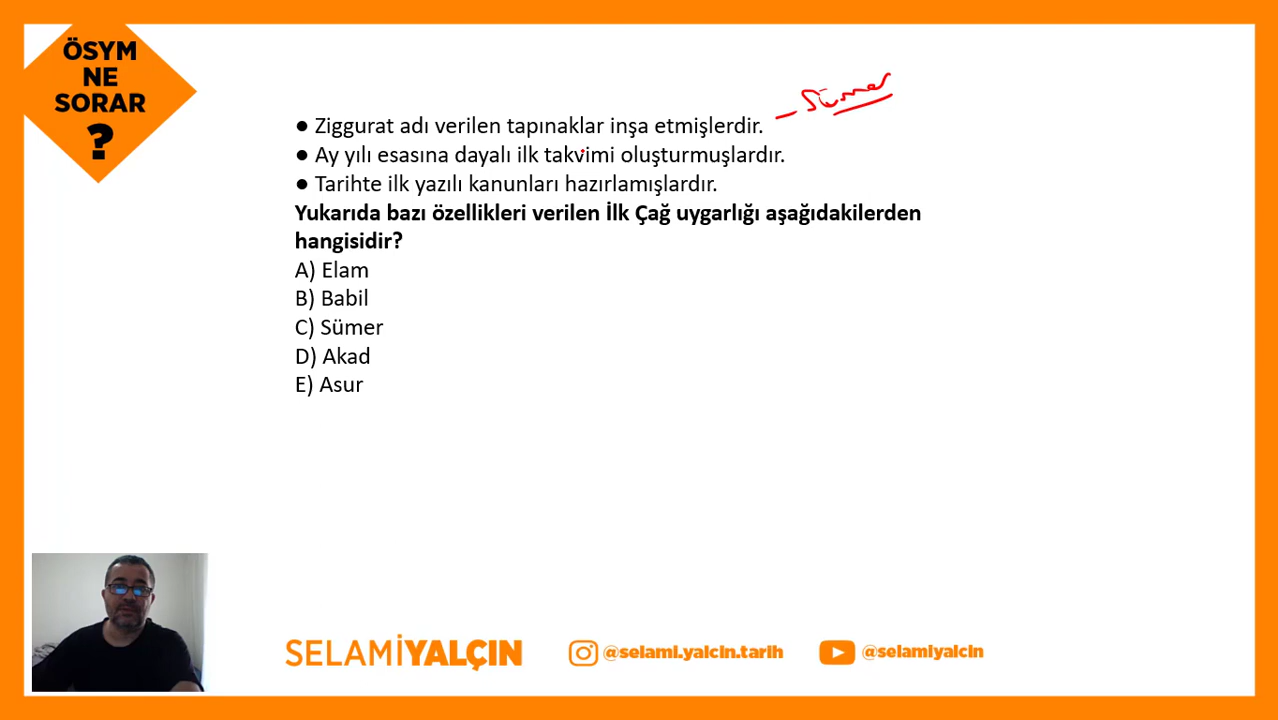 ÖSYM
NE
SORAR
?
– Sümer
● Ziggurat adı verilen tapınaklar inşa etmişlerdir.
● Ay yılı esasına dayalı ilk takvimi oluşturmuşlardır.
● Tarihte ilk yazılı kanunları hazırlamışlardır.
Yukarıda bazı özellikleri verilen İlk Çağ uygarlığı aşağıdakilerden
hangisidir?
A) Elam
B) Babil
C) Sümer
D) Akad
E) Asur
SELAMİYALÇIN
@selami.yalcin.tarih
@selamiyalcin